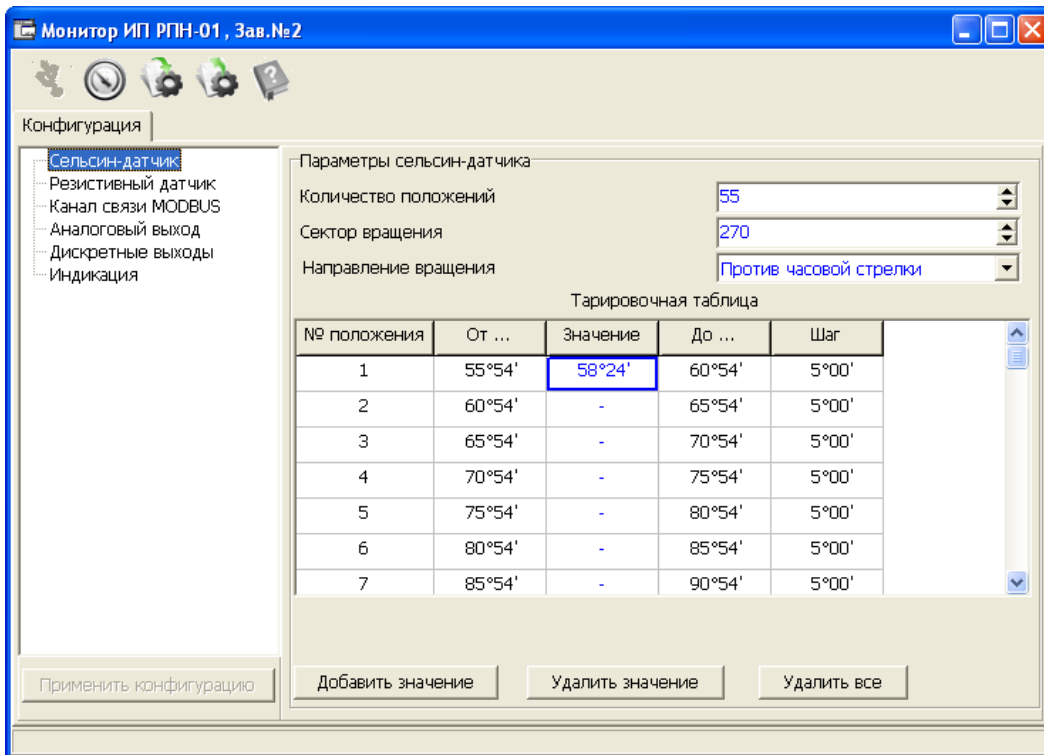 Монитор ИП РПН-01, Зав.№2
Конфигурация
Сельсин-датчик
Резистивный датчик
Канал связи MODBUS
Аналоговый выход
Дискретные выходы
Индикация
Применить конфигурацию
Параметры сельсин-датчика
Количество положений 55
Сектор вращения 270
Направление вращения Против часовой стрелки
Тарировочная таблица
№ положения От ... Значение До ... Шаг
1 55°54' 58°24' 60°54' 5°00'
2 60°54' - 65°54' 5°00'
3 65°54' - 70°54' 5°00'
4 70°54' - 75°54' 5°00'
5 75°54' - 80°54' 5°00'
6 80°54' - 85°54' 5°00'
7 85°54' - 90°54' 5°00'
Добавить значение Удалить значение Удалить все